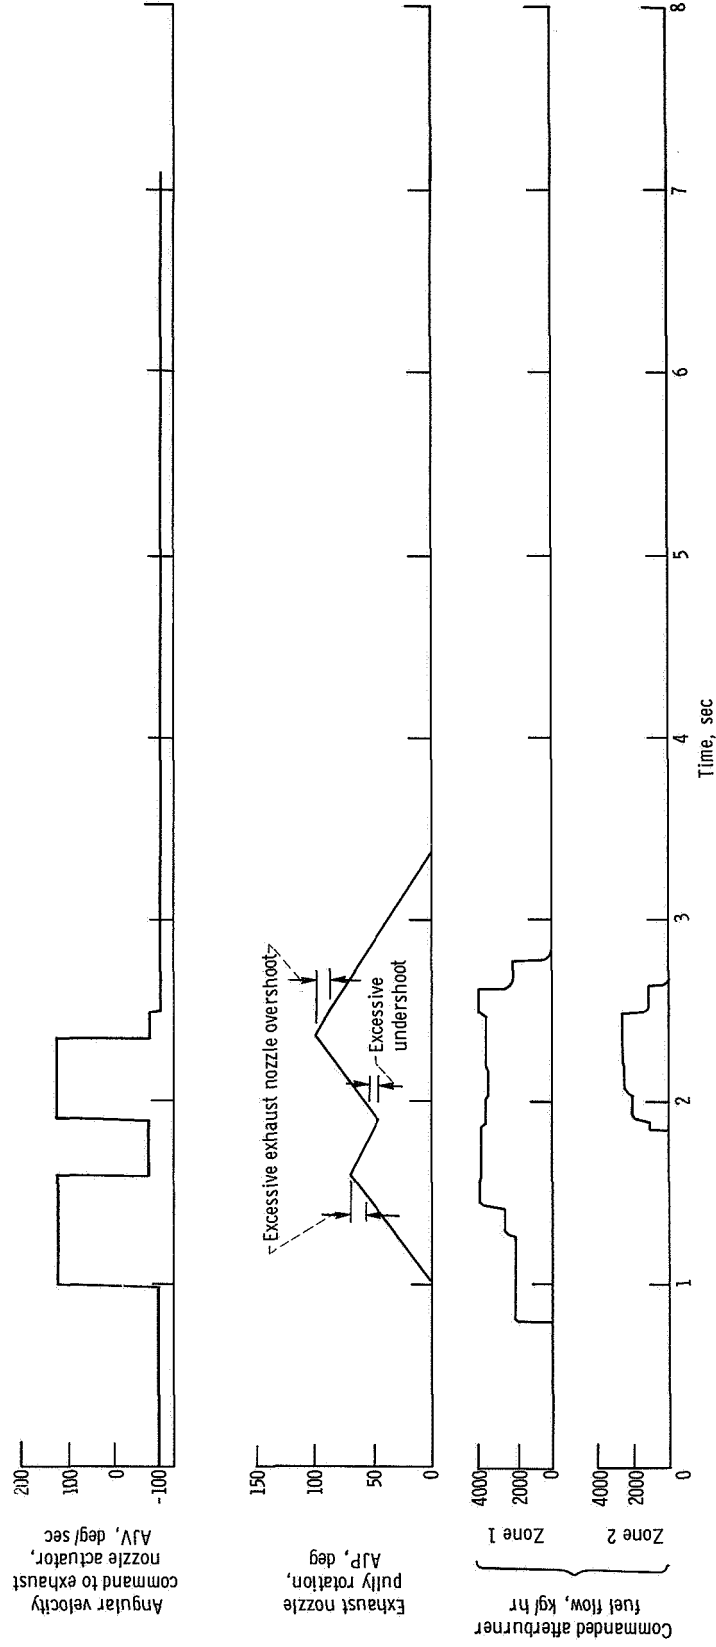 Angular velocity
command to exhaust
nozzle actuator,
AJV, deg/sec
200
100
0
-100
Exhaust nozzle
pully rotation,
AJP, deg
150
100
50
0
Excessive exhaust nozzle overshoot
Excessive
undershoot
Commanded afterburner
fuel flow, kg/hr
Zone 1
4000
2000
0
Zone 2
4000
2000
0
1
2
3
4
5
6
7
8
Time, sec